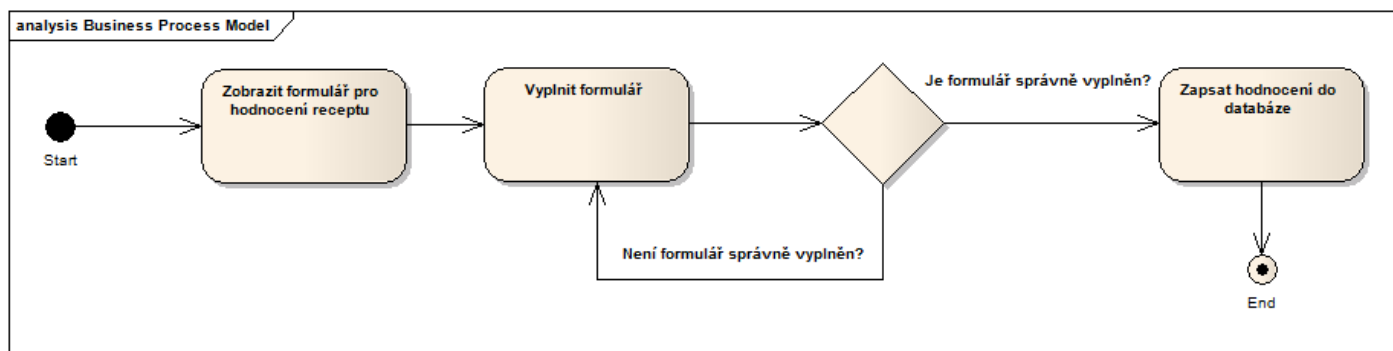 analysis Business Process Model
Zobrazit formulář pro
hodnocení receptu
Vyplnit formulář
Je formulář správně vyplněn?
Zapsat hodnocení do
databáze
Start
Není formulář správně vyplněn?
End